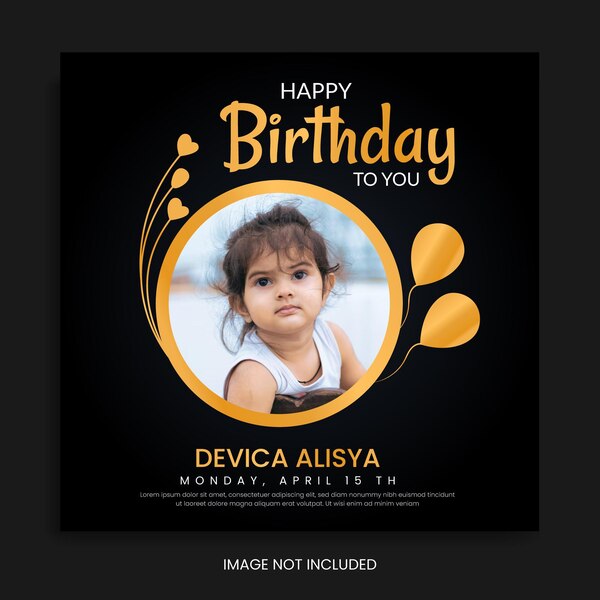 HAPPY
Birthday
TO YOU
DEVICA ALISYA
MONDAY, APRIL 15 TH
Lorem ipsum dolor sit amet, consectetuer adipiscing elit, sed diam nonummy nibh euismod tincidunt
ut laoreet dolore magna aliquam erat volutpat. Ut wisi enim ad minim veniam
IMAGE NOT INCLUDED